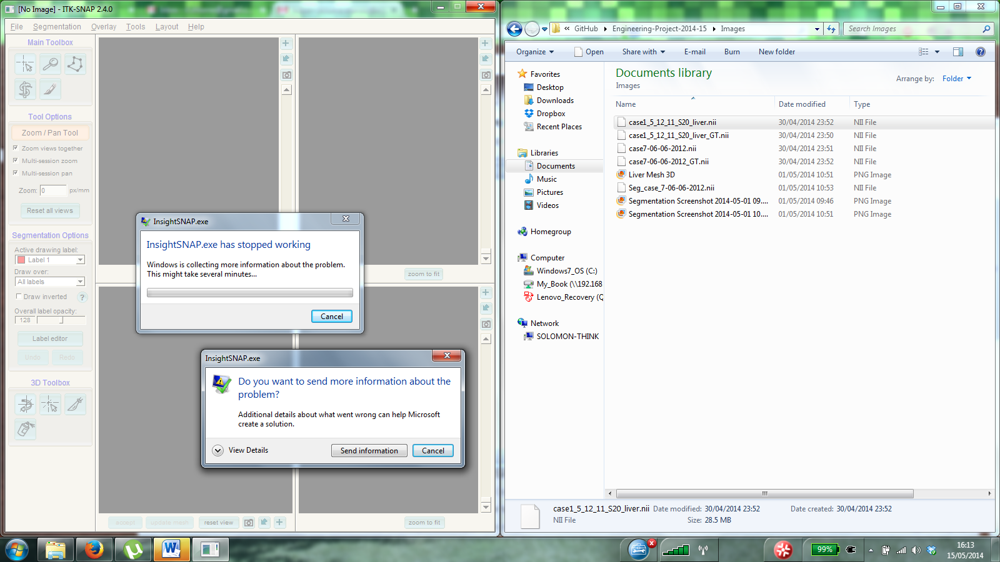 [No Image] - ITK-SNAP 2.4.0
File Segmentation Overlay Tools Layout Help
Main Toolbox
Tool Options
Zoom / Pan Tool
Zoom views together
Multi-session zoom
Multi-session pan
Zoom: 0 px/mm
Reset all views
Segmentation Options
Active drawing label:
Label 1
Draw over:
All labels
Draw inverted ?
Overall label opacity:
128
Label editor
Undo Redo
3D Toolbox
zoom to fit
accept update mesh reset view
zoom to fit
InsightSNAP.exe
InsightSNAP.exe has stopped working
Windows is collecting more information about the problem.
This might take several minutes...
Cancel
InsightSNAP.exe
Do you want to send more information about the
problem?
Additional details about what went wrong can help Microsoft
create a solution.
View Details Send information Cancel
« GitHub Engineering-Project-2014-15 Images
Search Images
Organize Open Share with E-mail Burn New folder
Favorites
Desktop
Downloads
Dropbox
Recent Places
Libraries
Documents
Music
Pictures
Videos
Homegroup
Computer
Windows7_OS (C:)
My_Book (\\192.168
Lenovo_Recovery (Q
Network
SOLOMON-THINK
Documents library
Images
Arrange by: Folder
Name Date modified Type
case1_5_12_11_S20_liver.nii 30/04/2014 23:52 NII File
case1_5_12_11_S20_liver_GT.nii 30/04/2014 23:50 NII File
case7-06-06-2012.nii 30/04/2014 23:51 NII File
case7-06-06-2012_GT.nii 30/04/2014 23:52 NII File
Liver Mesh 3D 01/05/2014 10:51 PNG Image
Seg_case_7-06-06-2012.nii 01/05/2014 10:53 NII File
Segmentation Screenshot 2014-05-01 09.... 01/05/2014 09:46 PNG Image
Segmentation Screenshot 2014-05-01 10.... 01/05/2014 10:51 PNG Image
case1_5_12_11_S20_liver.nii Date modified: 30/04/2014 23:52 Date created: 30/04/2014 23:52
NII File Size: 28.5 MB
99%
16:13
15/05/2014